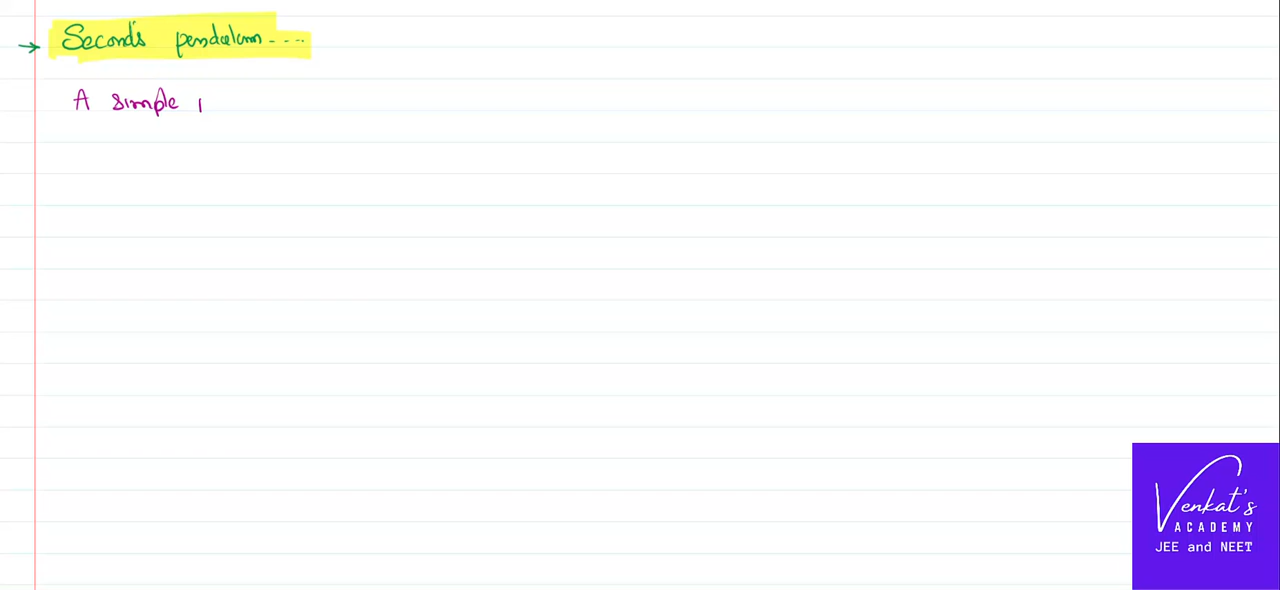 → Second's pendulum....
A simple
Venkat's
ACADEMY
JEE and NEET